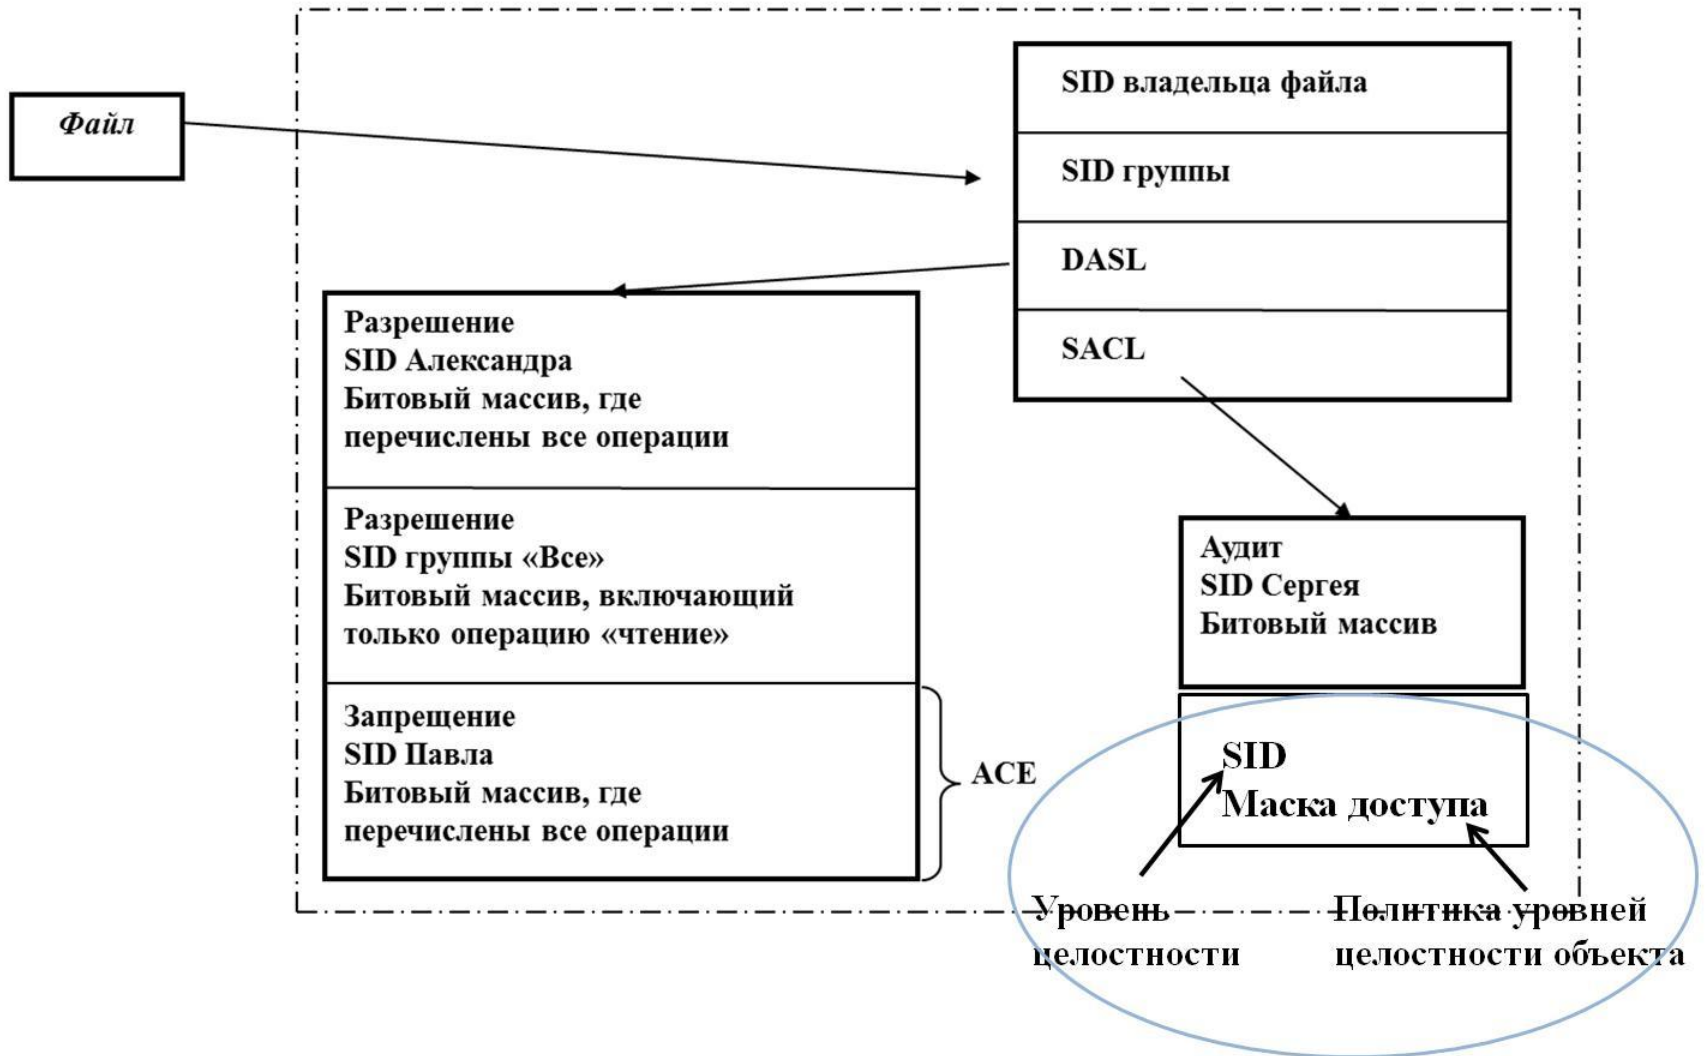 Файл
SID владельца файла
SID группы
DASL
SACL
Разрешение
SID Александра
Битовый массив, где
перечислены все операции
Разрешение
SID группы «Все»
Битовый массив, включающий
только операцию «чтение»
Запрещение
SID Павла
Битовый массив, где
перечислены все операции
ACE
Аудит
SID Сергея
Битовый массив
SID
Маска доступа
Уровень
целостности
Политика уровней
целостности объекта